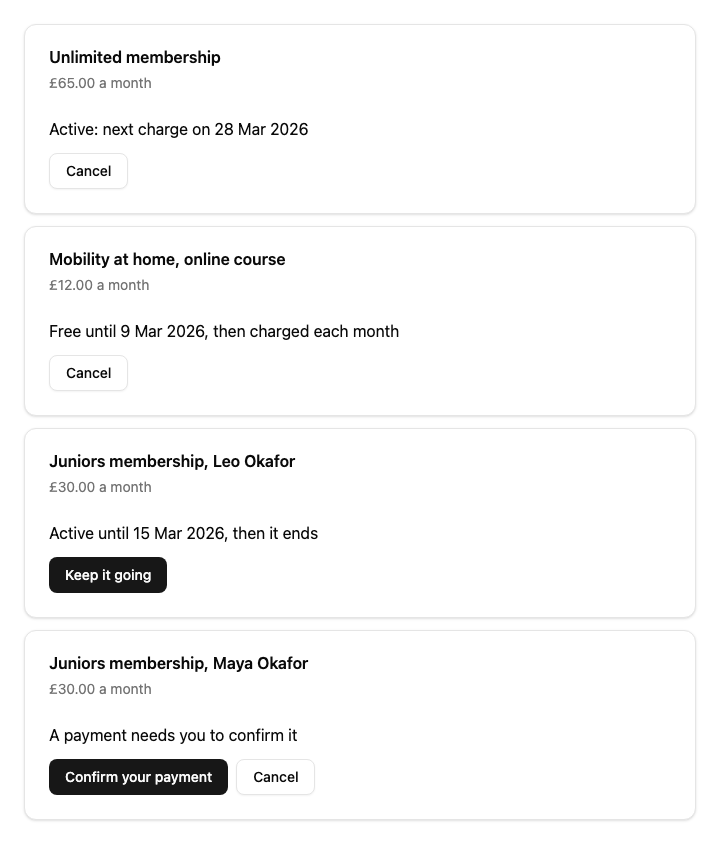 Unlimited membership
£65.00 a month
Active: next charge on 28 Mar 2026
Cancel
Mobility at home, online course
£12.00 a month
Free until 9 Mar 2026, then charged each month
Cancel
Juniors membership, Leo Okafor
£30.00 a month
Active until 15 Mar 2026, then it ends
Keep it going
Juniors membership, Maya Okafor
£30.00 a month
A payment needs you to confirm it
Confirm your payment Cancel